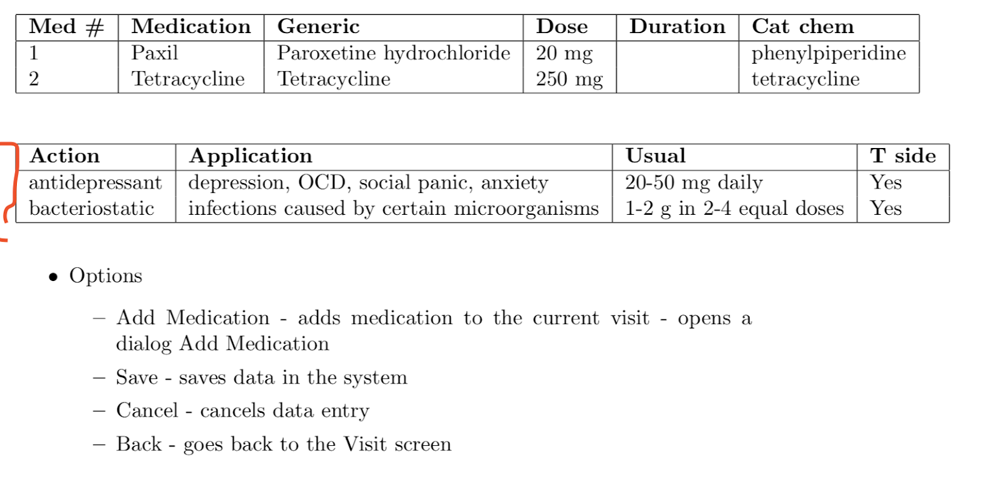 Med # Medication Generic Dose Duration Cat chem
1 Paxil Paroxetine hydrochloride 20 mg phenylpiperidine
2 Tetracycline Tetracycline 250 mg tetracycline
Action Application Usual T side
antidepressant depression, OCD, social panic, anxiety 20-50 mg daily Yes
bacteriostatic infections caused by certain microorganisms 1-2 g in 2-4 equal doses Yes
• Options
– Add Medication - adds medication to the current visit - opens a
dialog Add Medication
– Save - saves data in the system
– Cancel - cancels data entry
– Back - goes back to the Visit screen